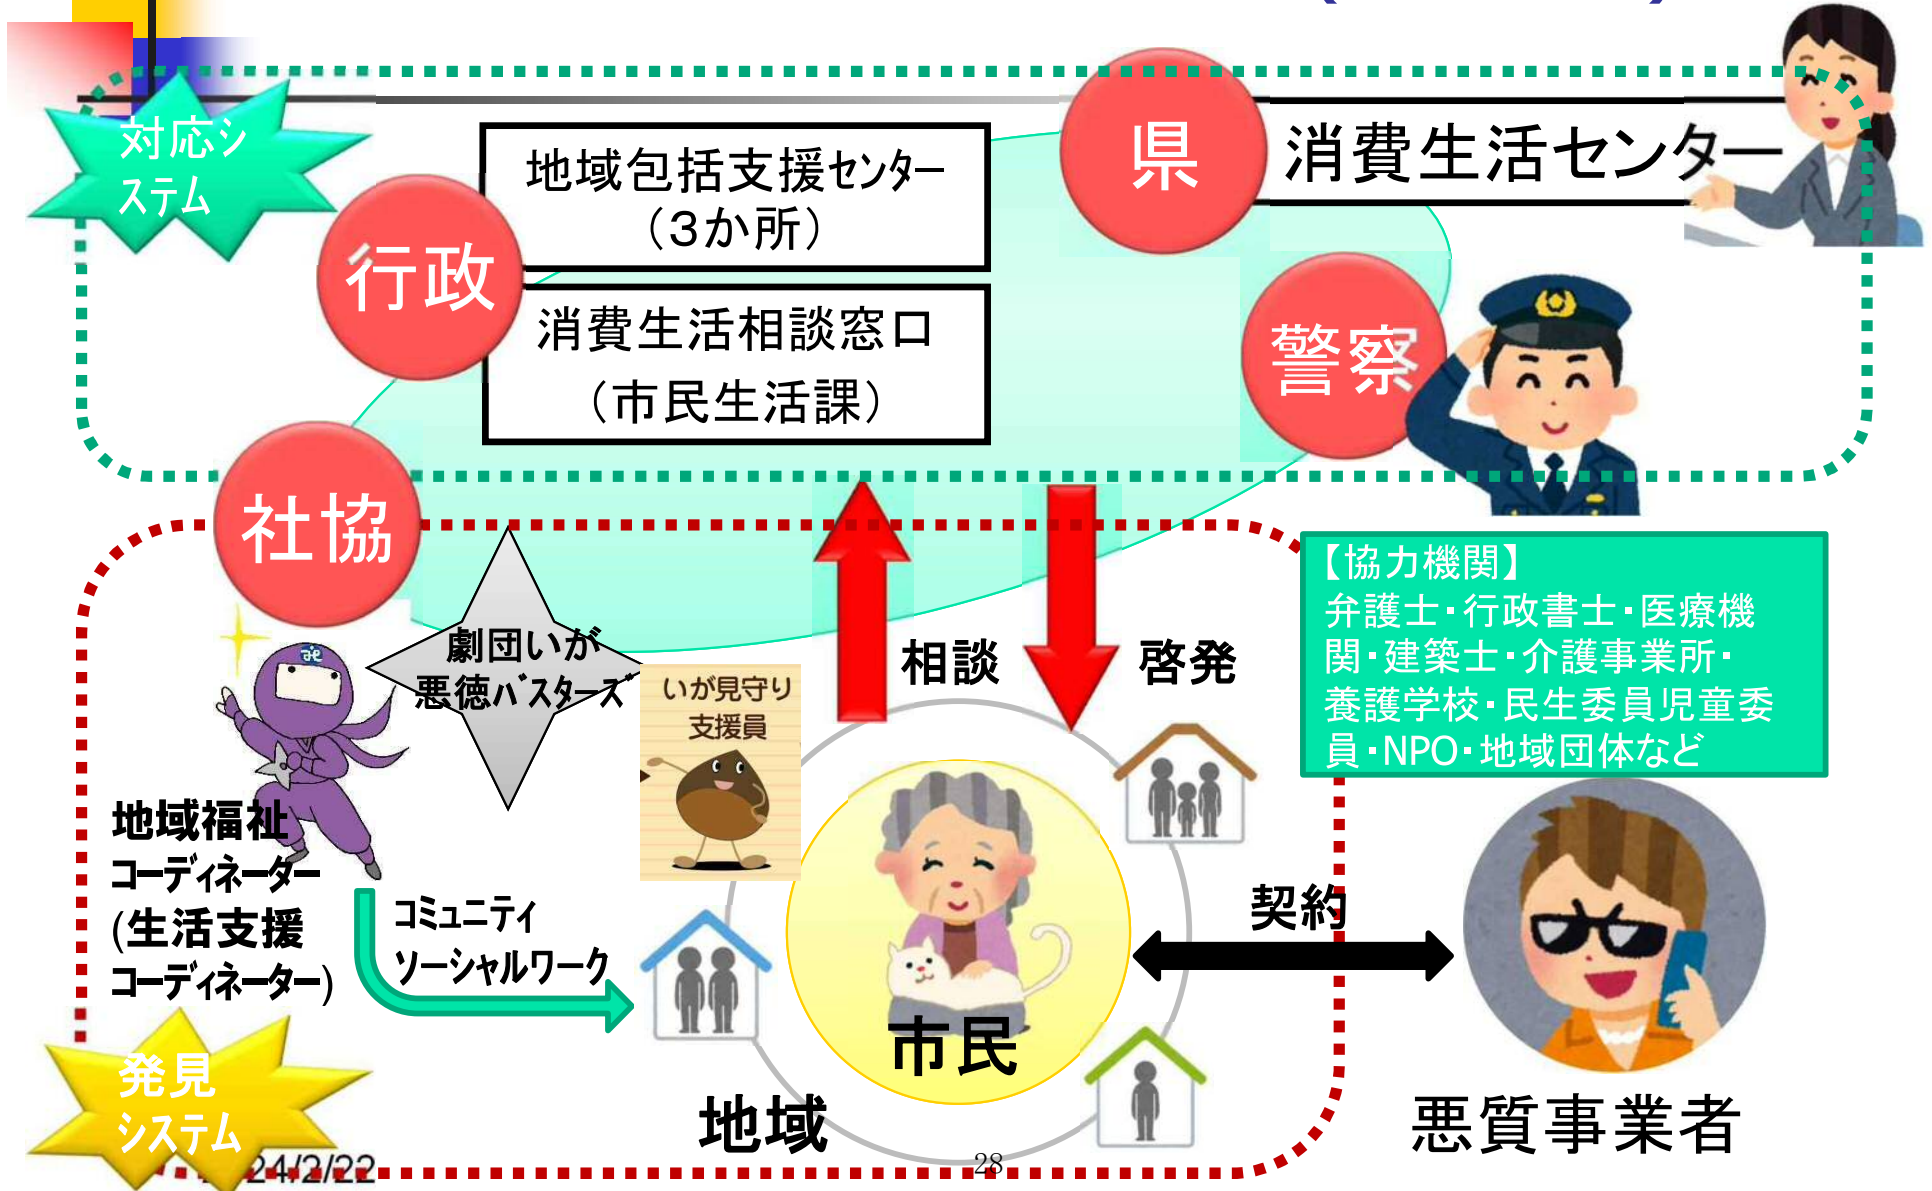 対応シ
ステム
行政
地域包括支援センター
（３か所）
消費生活相談窓口
（市民生活課）
県
消費生活センター
警察
社協
劇団いが
悪徳バスターズ
いが見守り
支援員
相談
啓発
【協力機関】
弁護士・行政書士・医療機
関・建築士・介護事業所・
養護学校・民生委員児童委
員・NPO・地域団体など
地域福祉
コーディネーター
(生活支援
コーディネーター)
コミュニティ
ソーシャルワーク
契約
市民
地域
悪質事業者
発見
システム
24/2/22
28